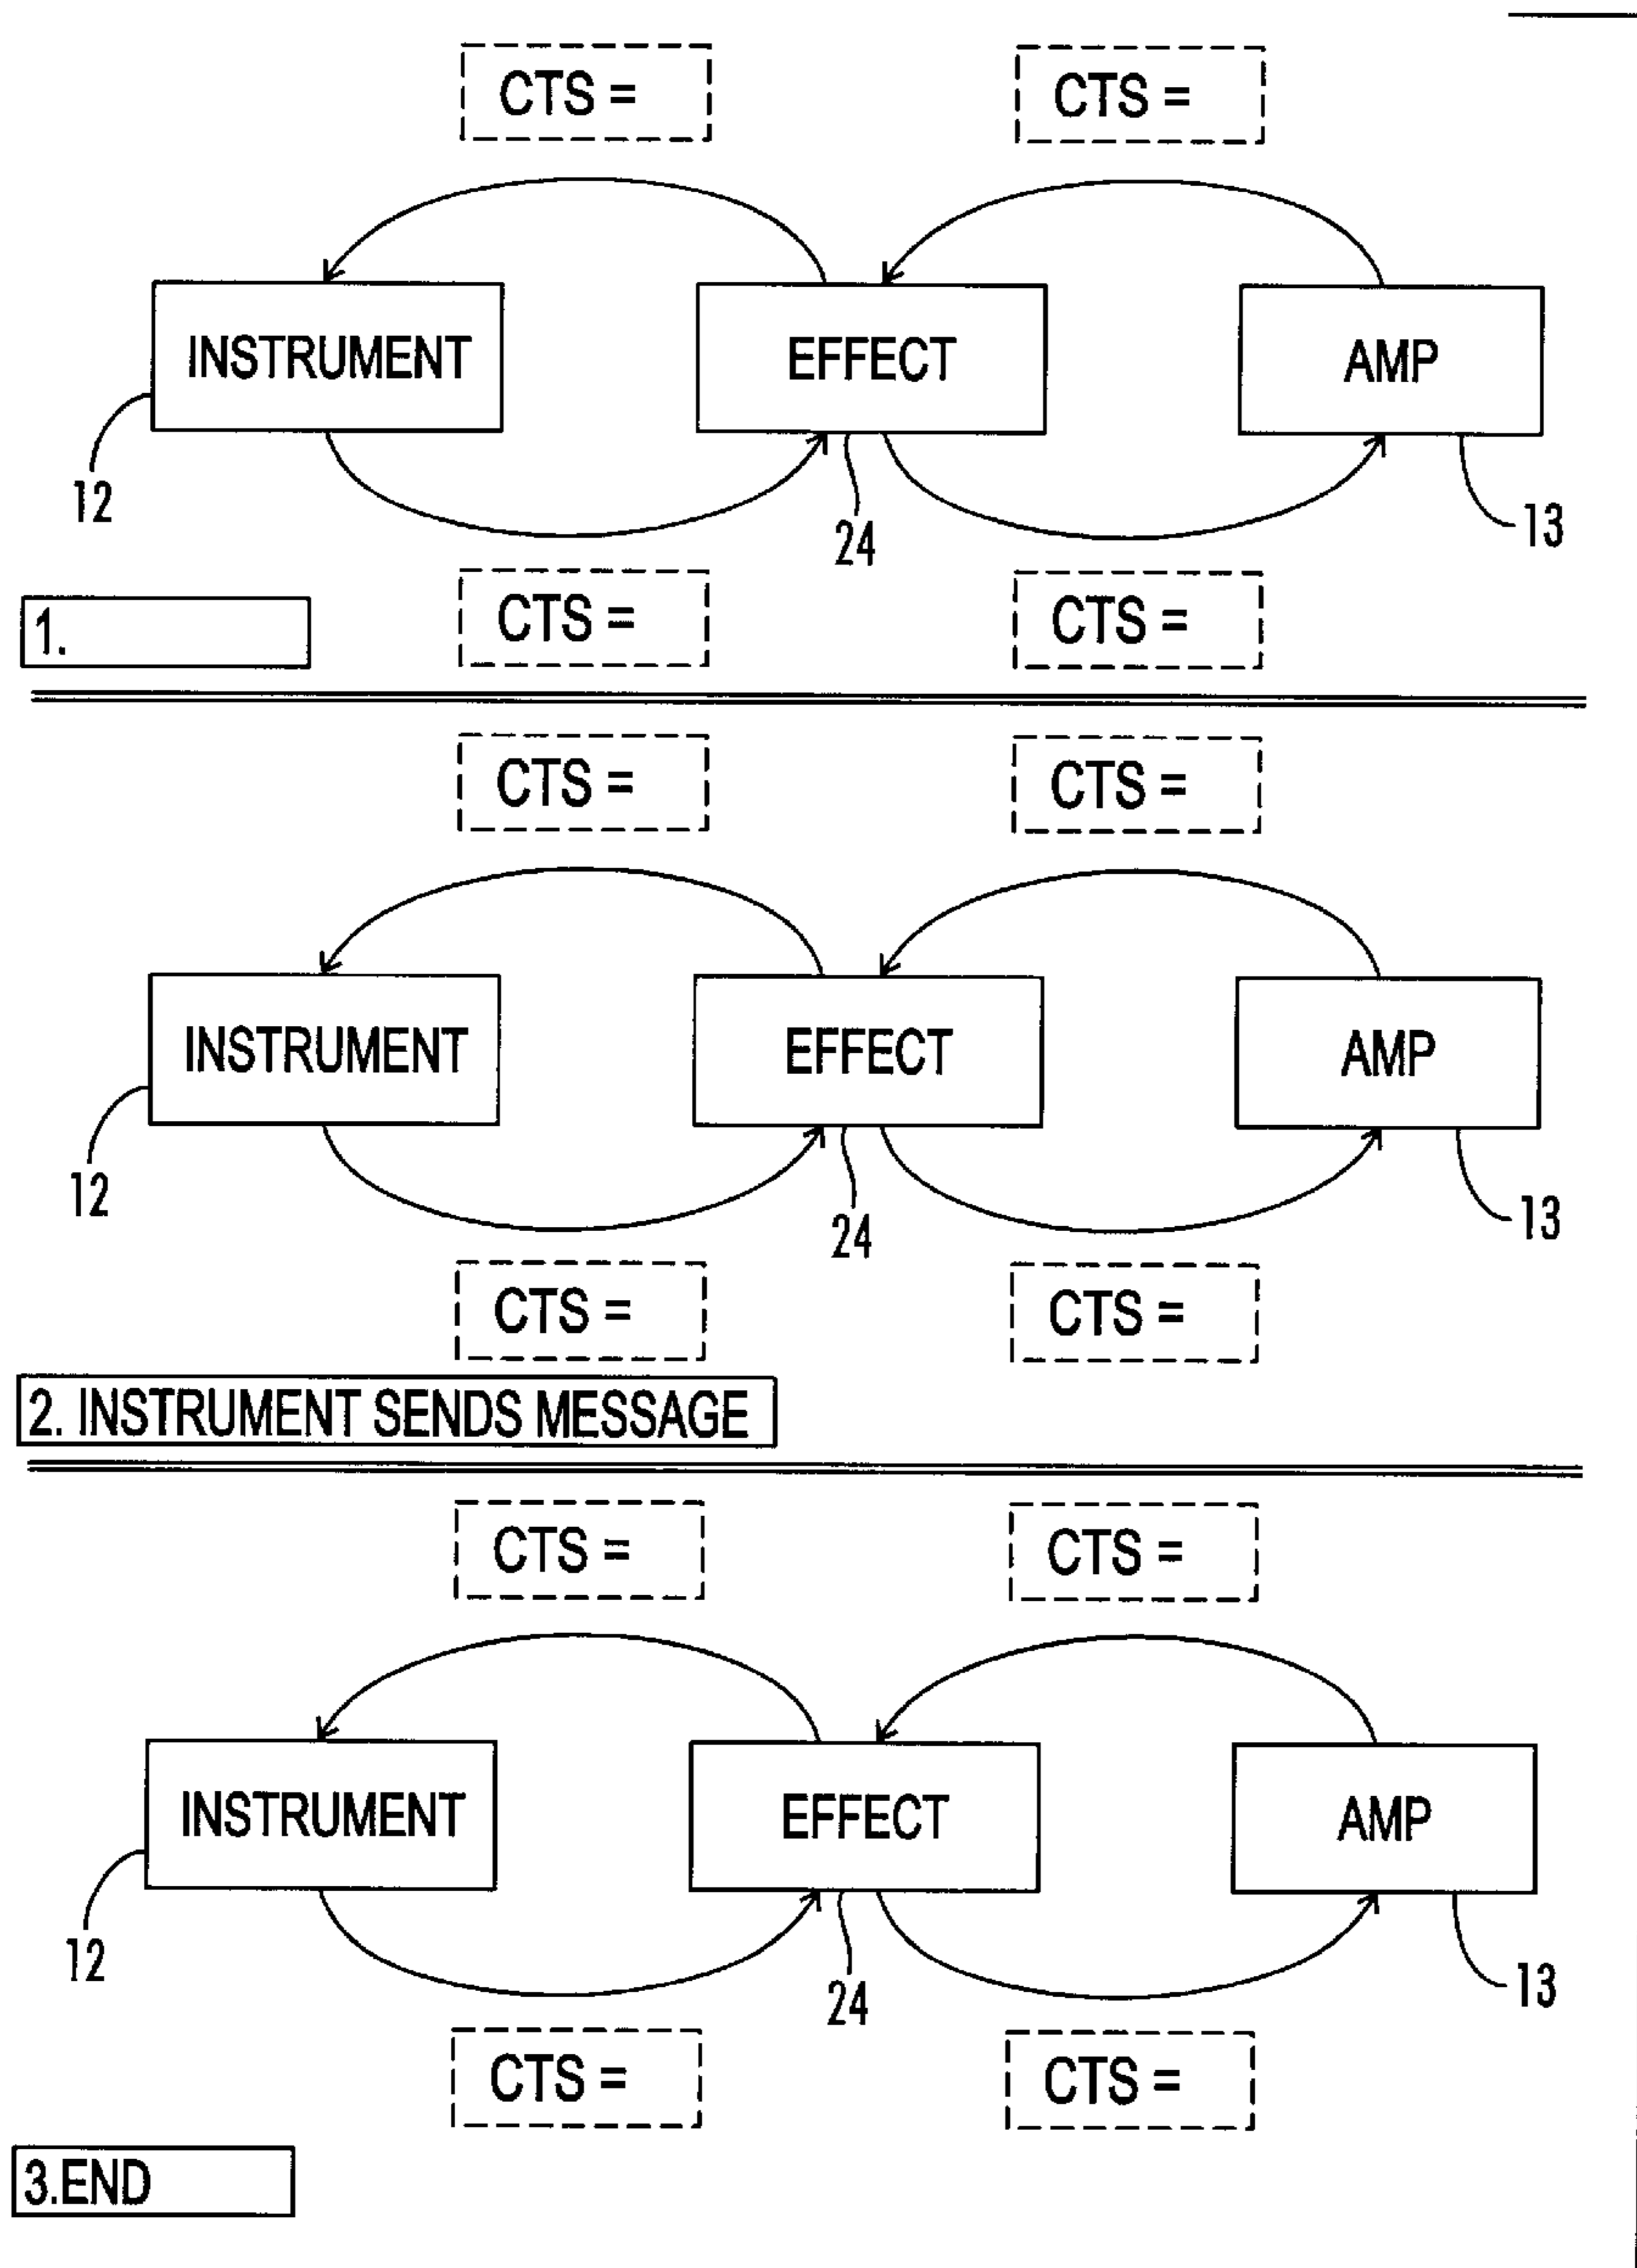 CTS = CTS =
INSTRUMENT EFFECT AMP
12 24 13
CTS = CTS =
1.
CTS = CTS =
INSTRUMENT EFFECT AMP
12 24 13
CTS = CTS =
2. INSTRUMENT SENDS MESSAGE
CTS = CTS =
INSTRUMENT EFFECT AMP
12 24 13
CTS = CTS =
3.END